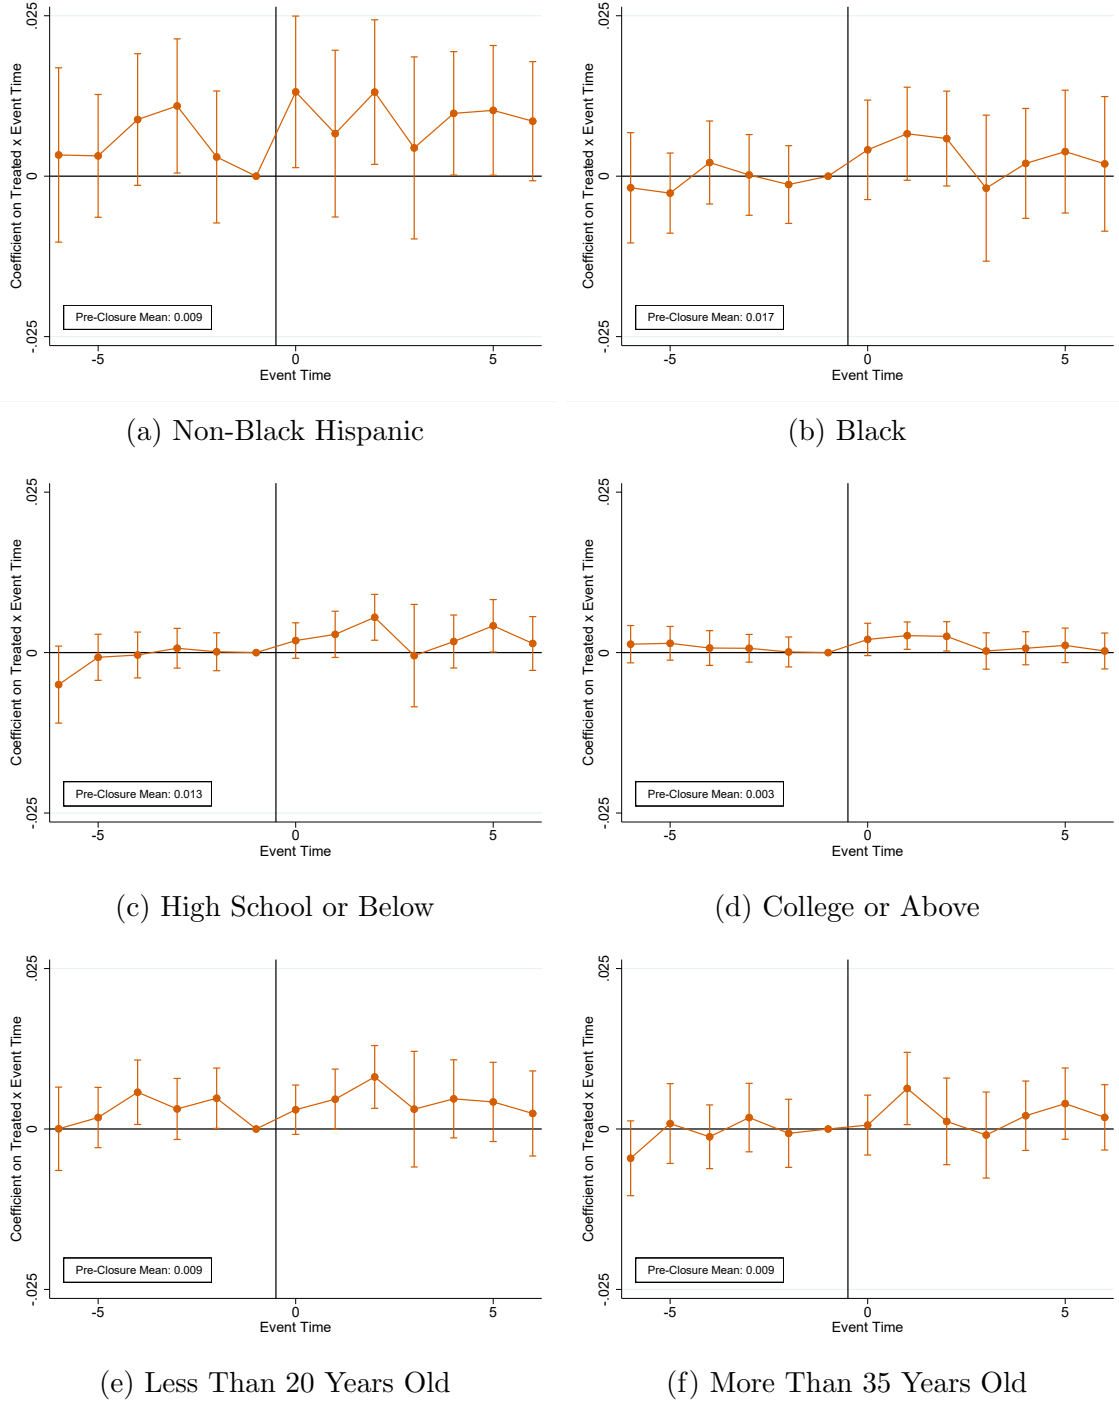 Coefficient on Treated x Event Time
.025
0
-.025
Pre-Closure Mean: 0.009
-5
0
5
Event Time
(a) Non-Black Hispanic
Coefficient on Treated x Event Time
.025
0
-.025
Pre-Closure Mean: 0.017
-5
0
5
Event Time
(b) Black
Coefficient on Treated x Event Time
.025
0
-.025
Pre-Closure Mean: 0.013
-5
0
5
Event Time
(c) High School or Below
Coefficient on Treated x Event Time
.025
0
-.025
Pre-Closure Mean: 0.003
-5
0
5
Event Time
(d) College or Above
Coefficient on Treated x Event Time
.025
0
-.025
Pre-Closure Mean: 0.009
-5
0
5
Event Time
(e) Less Than 20 Years Old
Coefficient on Treated x Event Time
.025
0
-.025
Pre-Closure Mean: 0.009
-5
0
5
Event Time
(f) More Than 35 Years Old